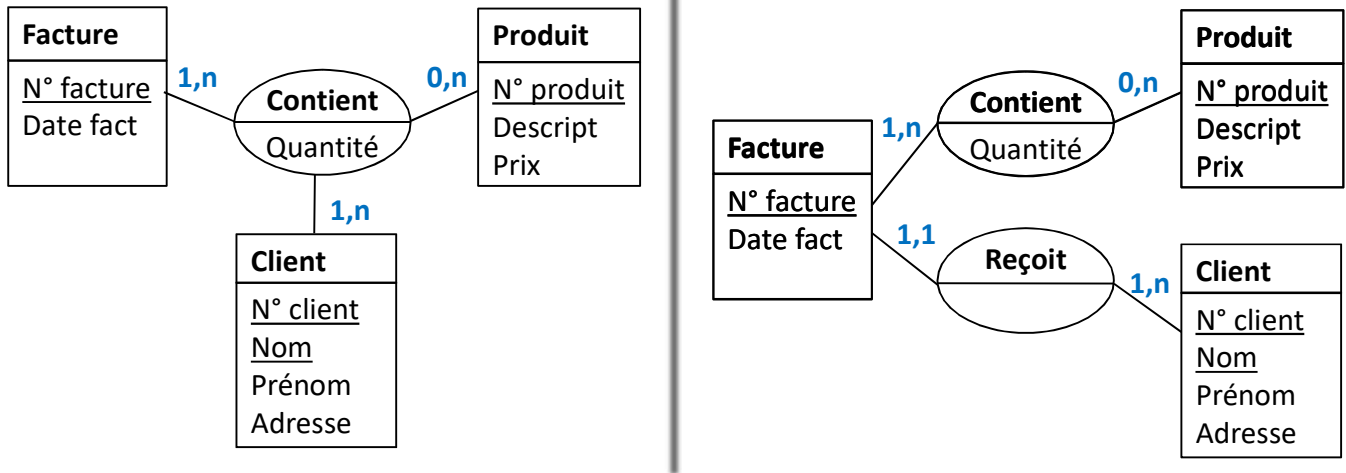 Facture
N° facture
Date fact
1,n
Contient
Quantité
0,n
Produit
N° produit
Descript
Prix
1,n
Client
N° client
Nom
Prénom
Adresse
Facture
N° facture
Date fact
1,n
Contient
Quantité
0,n
Produit
N° produit
Descript
Prix
1,1
Reçoit
1,n
Client
N° client
Nom
Prénom
Adresse